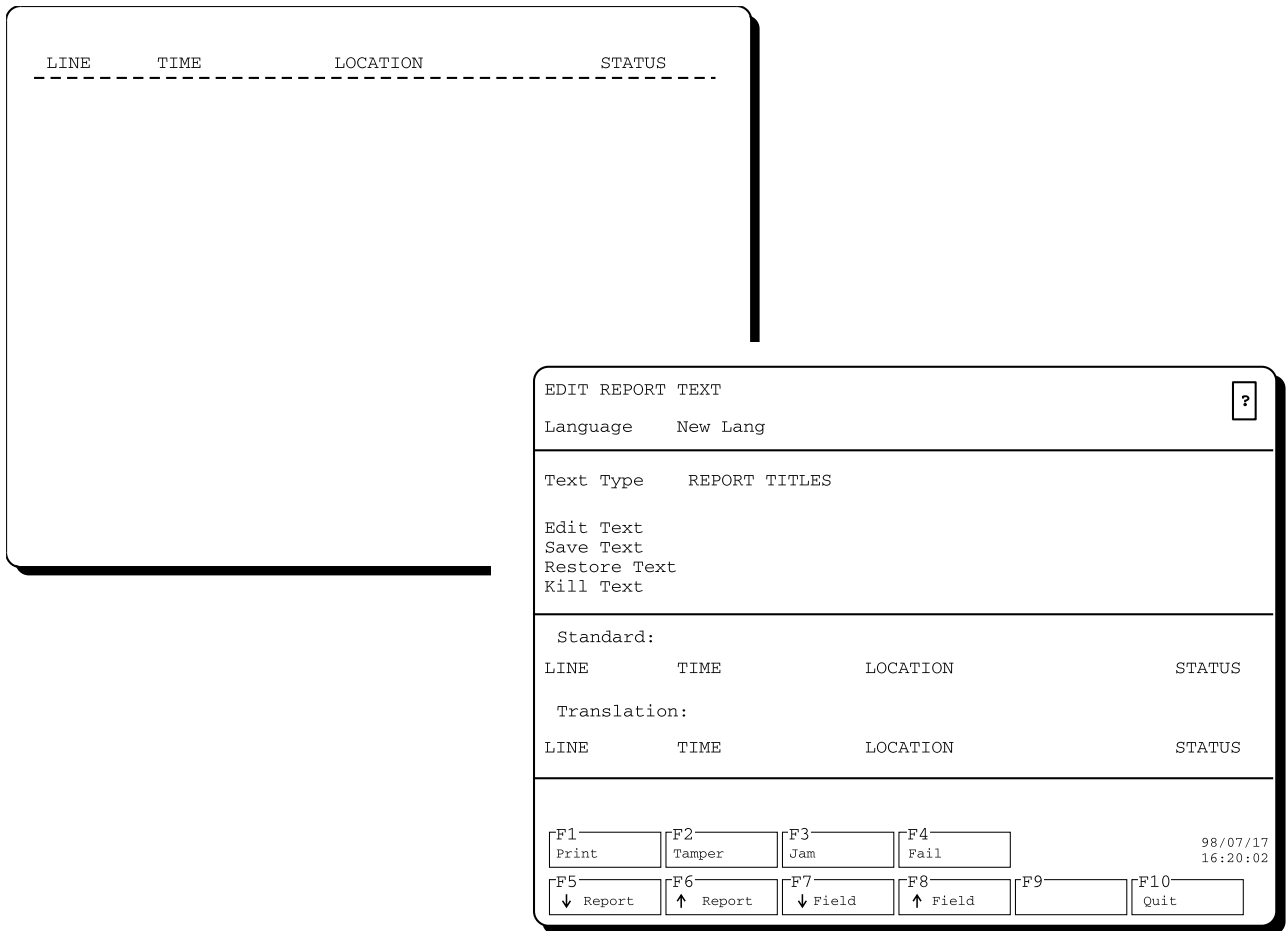 LINE TIME LOCATION STATUS
EDIT REPORT TEXT ?
Language New Lang
Text Type REPORT TITLES
Edit Text
Save Text
Restore Text
Kill Text
Standard:
LINE TIME LOCATION STATUS
Translation:
LINE TIME LOCATION STATUS
F1 F2 F3 F4
Print Tamper Jam Fail
98/07/17
16:20:02
F5 F6 F7 F8 F9 F10
↓ Report ↑ Report ↓ Field ↑ Field Quit